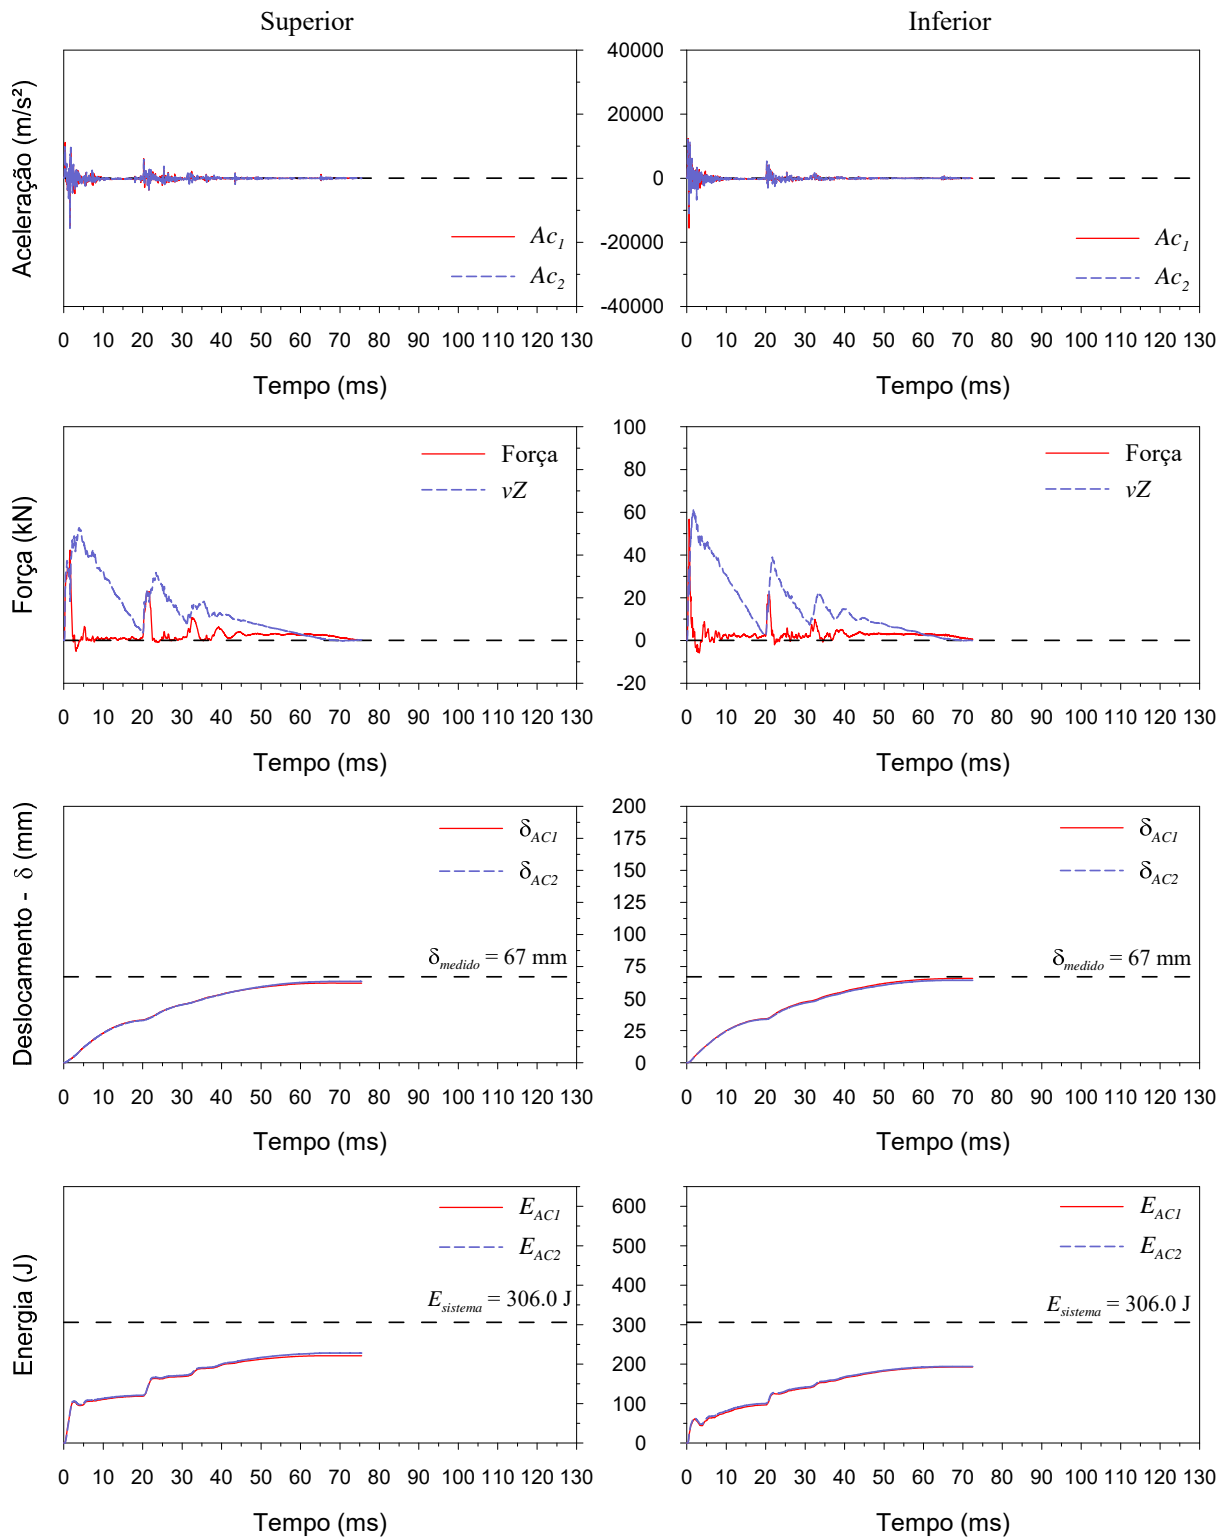 Superior Inferior
Aceleração (m/s²)
40000
20000
0
-20000
-40000
Ac1
Ac2
Ac1
Ac2
0 10 20 30 40 50 60 70 80 90 100 110 120 130
0 10 20 30 40 50 60 70 80 90 100 110 120 130
Tempo (ms) Tempo (ms)
Força (kN)
100
80
60
40
20
0
-20
Força
vZ
Força
vZ
0 10 20 30 40 50 60 70 80 90 100 110 120 130
0 10 20 30 40 50 60 70 80 90 100 110 120 130
Tempo (ms) Tempo (ms)
Deslocamento - δ (mm)
200
175
150
125
100
75
50
25
0
δAC1
δAC2
δmedido = 67 mm
δAC1
δAC2
δmedido = 67 mm
0 10 20 30 40 50 60 70 80 90 100 110 120 130
0 10 20 30 40 50 60 70 80 90 100 110 120 130
Tempo (ms) Tempo (ms)
Energia (J)
600
500
400
300
200
100
0
EAC1
EAC2
Esistema = 306.0 J
EAC1
EAC2
Esistema = 306.0 J
0 10 20 30 40 50 60 70 80 90 100 110 120 130
0 10 20 30 40 50 60 70 80 90 100 110 120 130
Tempo (ms) Tempo (ms)